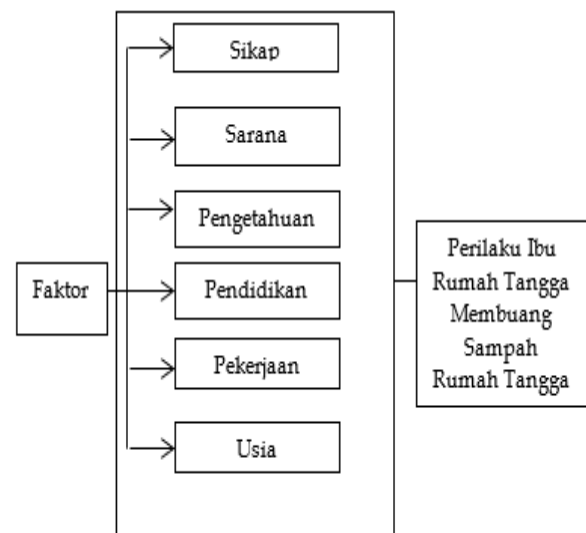 Faktor
Sikap
Sarana
Pengetahuan
Pendidikan
Pekerjaan
Usia
Perilaku Ibu
Rumah Tangga
Membuang
Sampah
Rumah Tangga